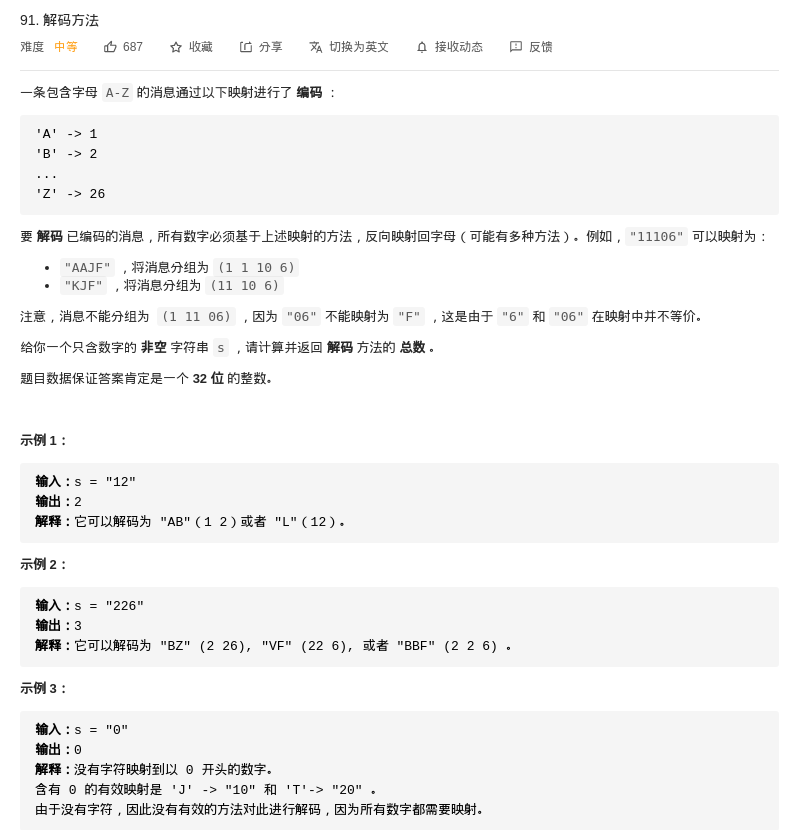 91. 解码方法
难度 中等 687 收藏 分享 切换为英文 接收动态 反馈
一条包含字母 A-Z 的消息通过以下映射进行了 编码 ：
'A' -> 1
'B' -> 2
...
'Z' -> 26
要 解码 已编码的消息，所有数字必须基于上述映射的方法，反向映射回字母（可能有多种方法）。例如，"11106" 可以映射为：
• "AAJF" ，将消息分组为 (1 1 10 6)
• "KJF" ，将消息分组为 (11 10 6)
注意，消息不能分组为 (1 11 06) ，因为 "06" 不能映射为 "F" ，这是由于 "6" 和 "06" 在映射中并不等价。
给你一个只含数字的 非空 字符串 s ，请计算并返回 解码 方法的 总数 。
题目数据保证答案肯定是一个 32 位 的整数。
示例 1：
输入：s = "12"
输出：2
解释：它可以解码为 "AB"（1 2）或者 "L"（12）。
示例 2：
输入：s = "226"
输出：3
解释：它可以解码为 "BZ" (2 26), "VF" (22 6), 或者 "BBF" (2 2 6) 。
示例 3：
输入：s = "0"
输出：0
解释：没有字符映射到以 0 开头的数字。
含有 0 的有效映射是 'J' -> "10" 和 'T'-> "20" 。
由于没有字符，因此没有有效的方法对此进行解码，因为所有数字都需要映射。